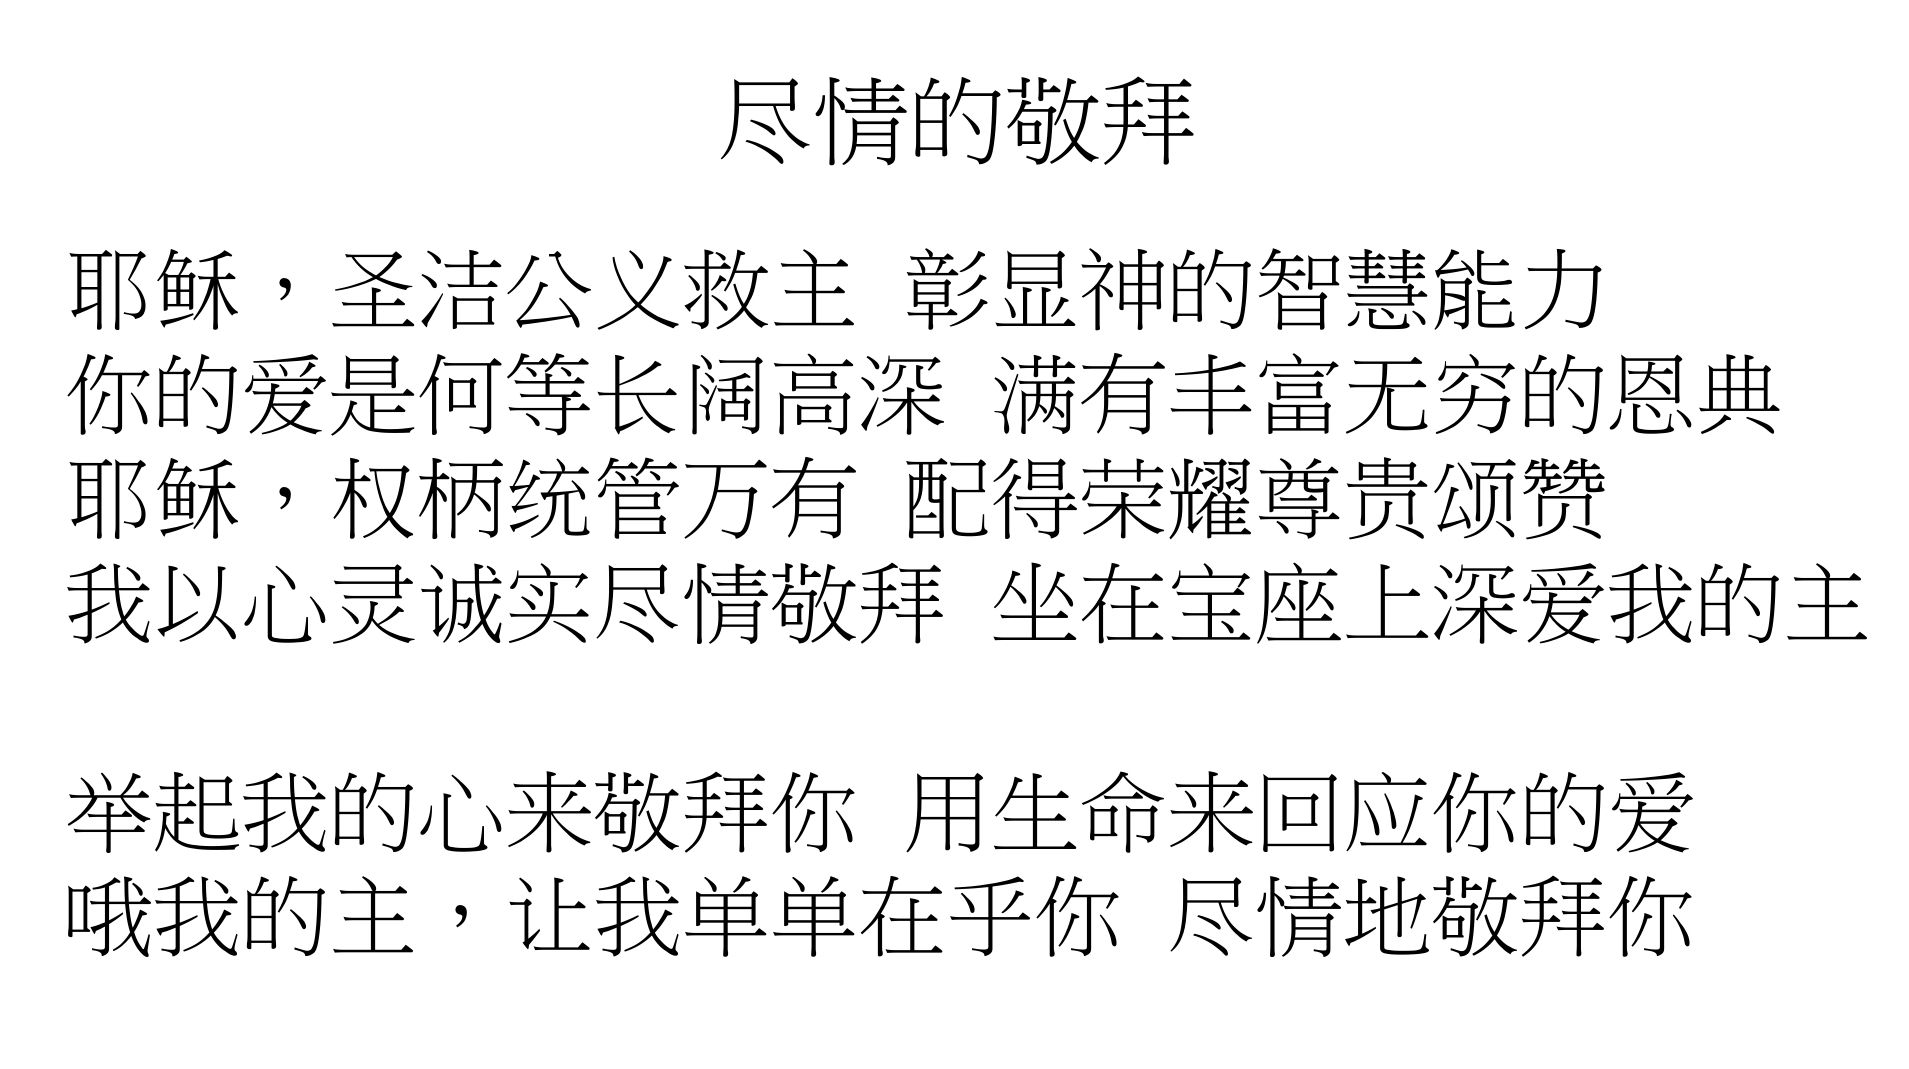 尽情的敬拜
耶稣，圣洁公义救主 彰显神的智慧能力
你的爱是何等长阔高深 满有丰富无穷的恩典
耶稣，权柄统管万有 配得荣耀尊贵颂赞
我以心灵诚实尽情敬拜 坐在宝座上深爱我的主
举起我的心来敬拜你 用生命来回应你的爱
哦我的主，让我单单在乎你 尽情地敬拜你